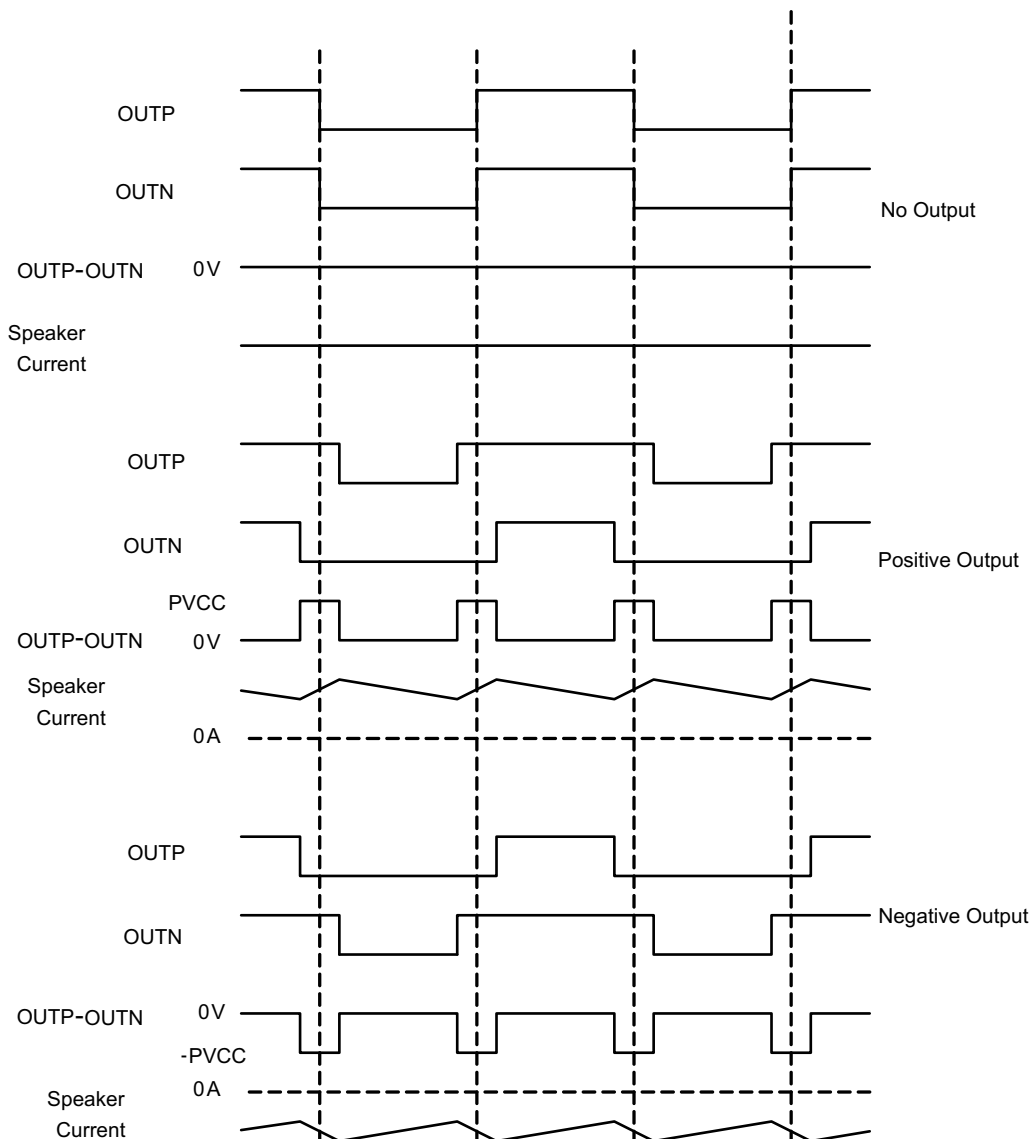 OUTP
OUTN
No Output
OUTP-OUTN 0V
Speaker
Current
OUTP
OUTN
Positive Output
PVCC
OUTP-OUTN 0V
Speaker
Current
0A
OUTP
Negative Output
OUTN
OUTP-OUTN 0V
-PVCC
0A
Speaker
Current